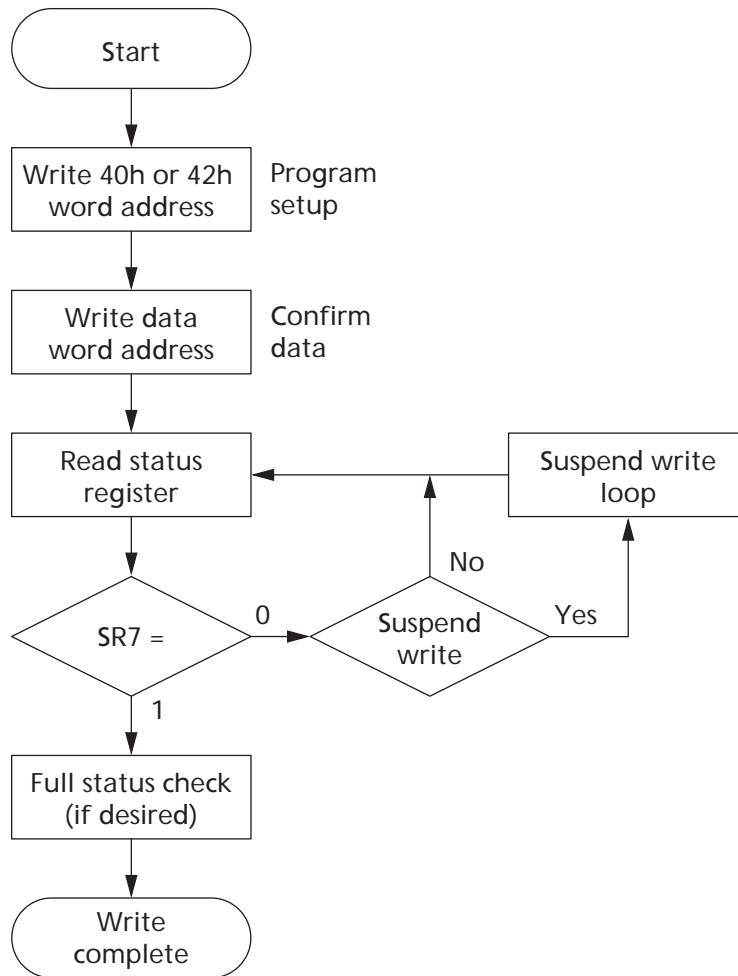 Start
Write 40h or 42h
word address
Program
setup
Write data
word address
Confirm
data
Read status
register
Suspend write
loop
No
SR7 =
0
Suspend
write
Yes
1
Full status check
(if desired)
Write
complete